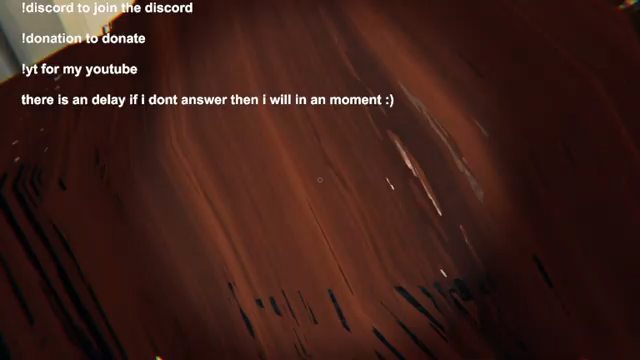 !discord to join the discord
!donation to donate
!yt for my youtube
there is an delay if i dont answer then i will in an moment :)